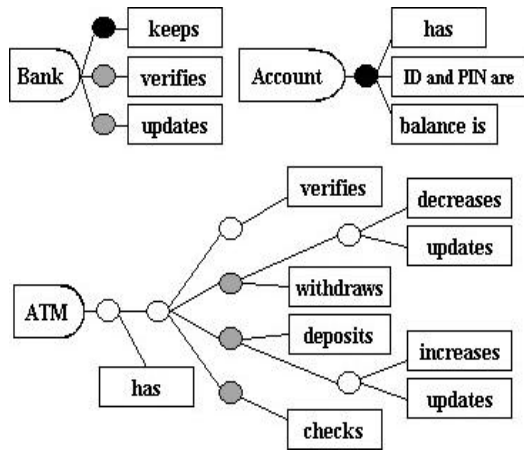 keeps
has
Bank
verifies
Account
ID and PIN are
updates
balance is
verifies
decreases
updates
withdraws
ATM
deposits
increases
has
updates
checks